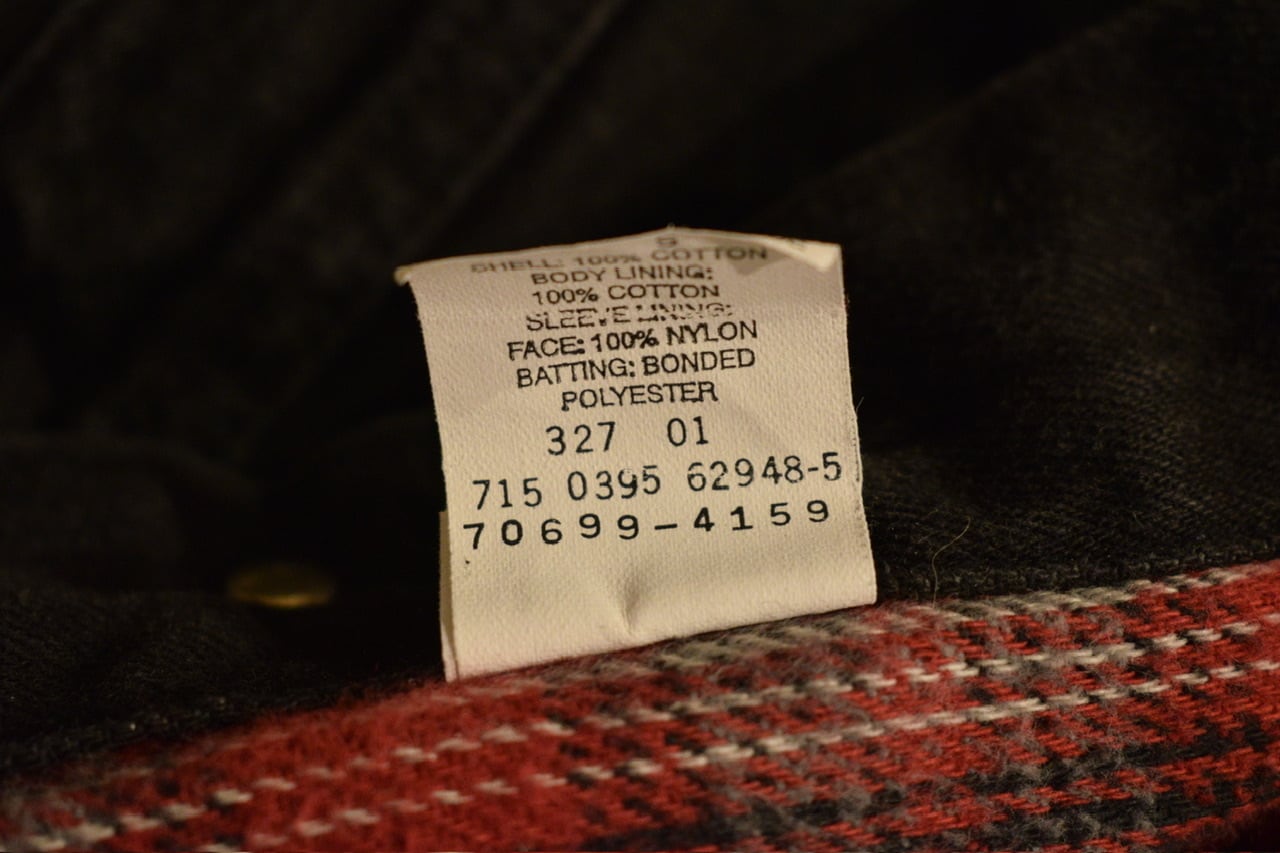 S
SHELL: 100% COTTON
BODY LINING:
100% COTTON
SLEEVE LINING:
FACE: 100% NYLON
BATTING: BONDED
POLYESTER
327 01
715 0395 62948-5
70699-4159